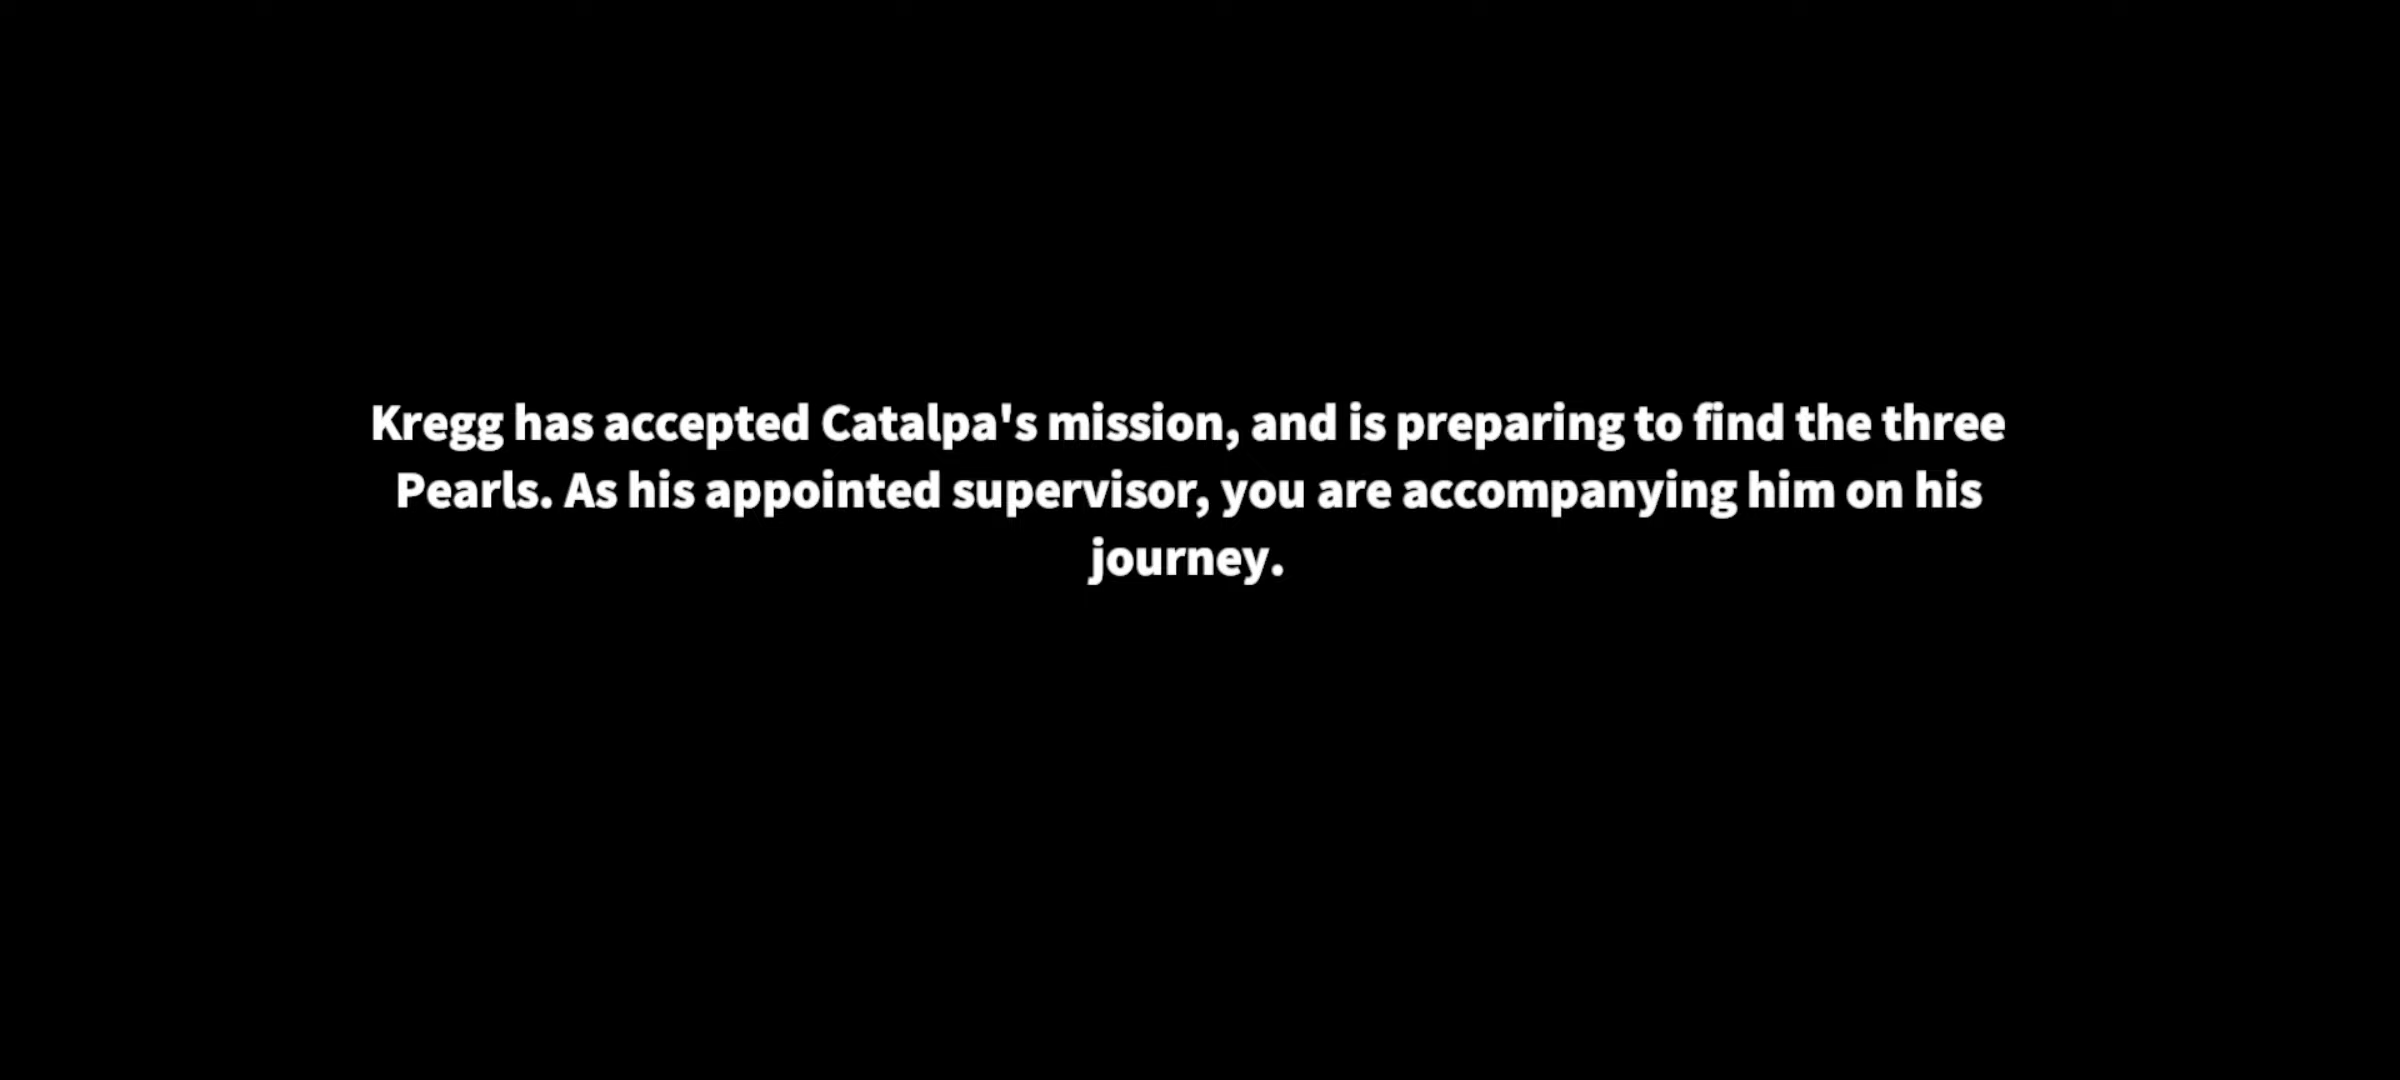 Kregg has accepted Catalpa's mission, and is preparing to find the three
Pearls. As his appointed supervisor, you are accompanying him on his
journey.